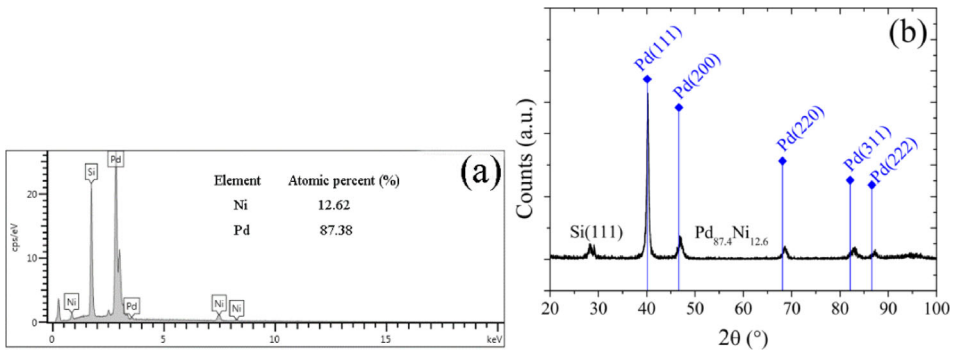 (a)
Element Atomic percent (%)
Ni 12.62
Pd 87.38
Si
Pd
Ni
Pd
Ni
Ni
cps/eV
20
10
0
0 5 10 15 keV
(b)
Pd(111)
Pd(200)
Pd(220)
Pd(311)
Pd(222)
Si(111)
Pd87.4Ni12.6
Counts (a.u.)
20 30 40 50 60 70 80 90 100
2θ (°)